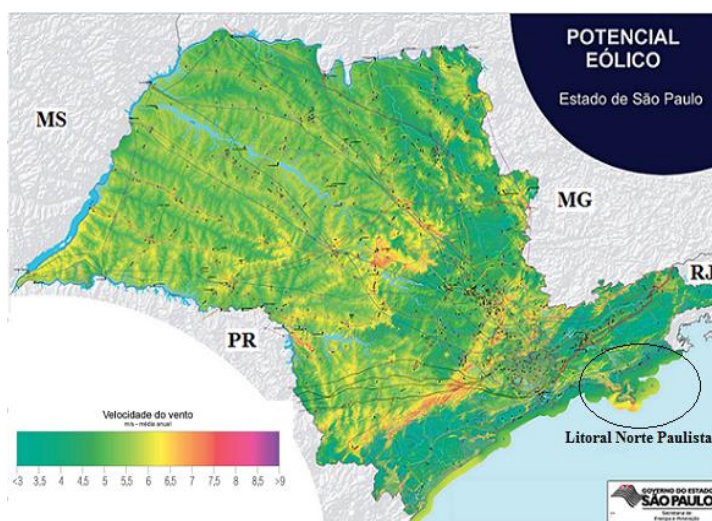 POTENCIAL
EÓLICO
Estado de São Paulo
MS
MG
RJ
PR
Litoral Norte Paulista
Velocidade do vento
m/s - média anual
<3 3,5 4 4,5 5 5,5 6 6,5 7 7,5 8 8,5 >9
GOVERNO DO ESTADO
SÃO PAULO
Secretaria